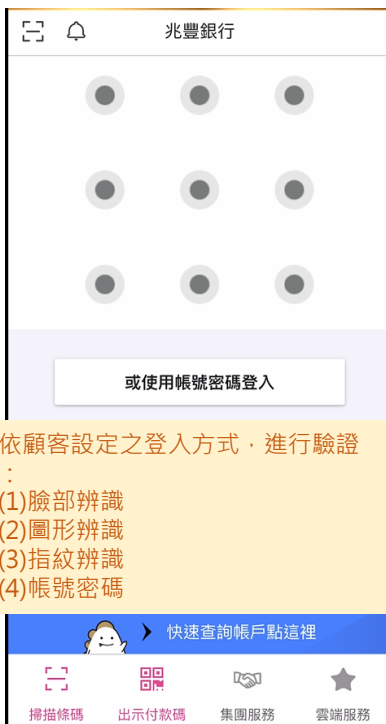 兆豐銀行
或使用帳號密碼登入
依顧客設定之登入方式，進行驗證
：
(1)臉部辨識
(2)圖形辨識
(3)指紋辨識
(4)帳號密碼
快速查詢帳戶點這裡
掃描條碼 出示付款碼 集團服務 雲端服務